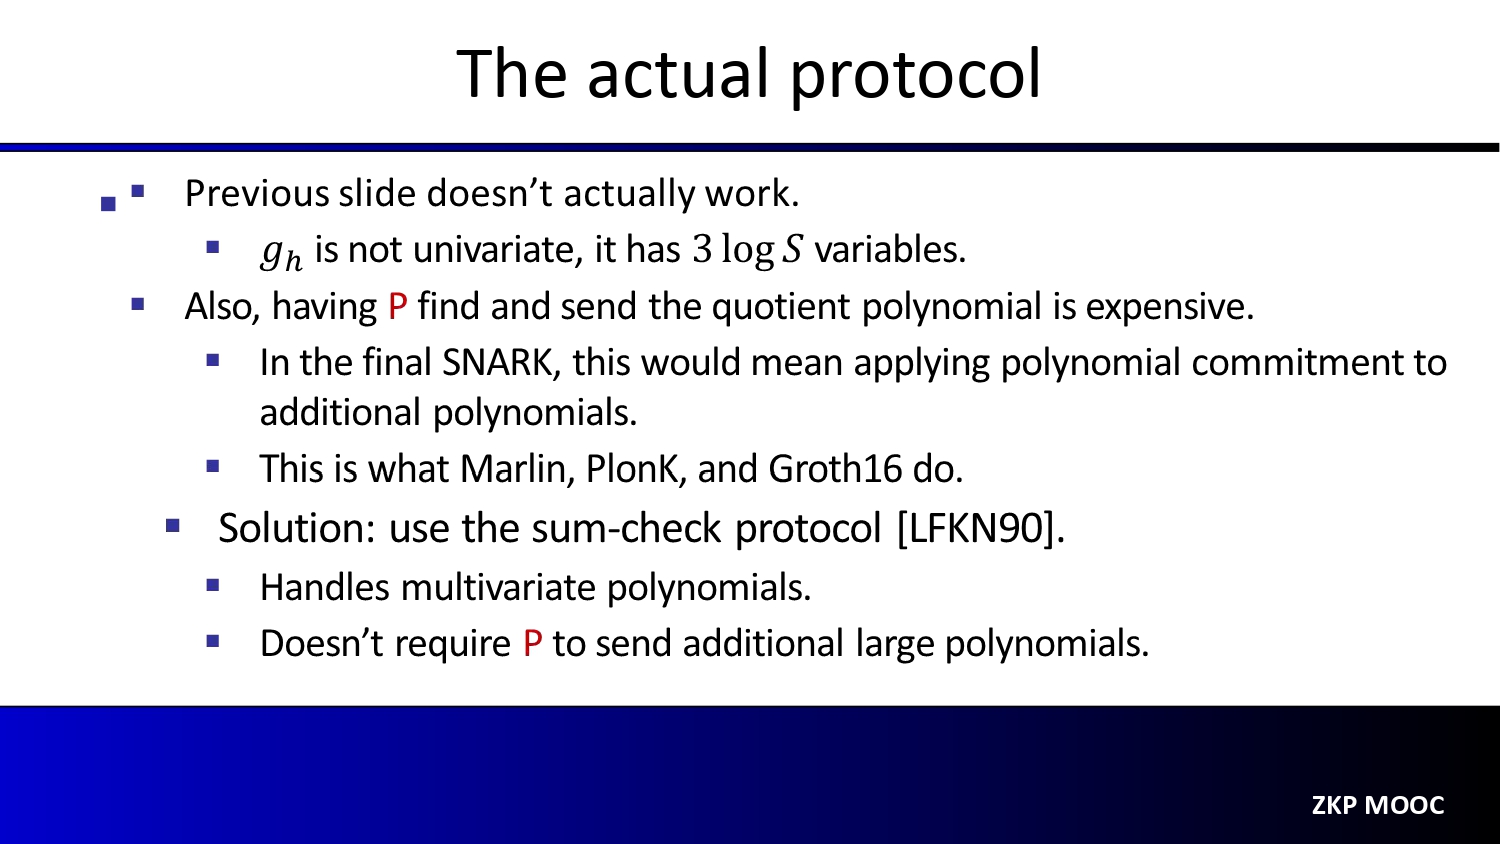 The actual protocol
▪ Previous slide doesn’t actually work.
▪ 𝑔ₕ is not univariate, it has 3 log 𝑆 variables.
▪ Also, having P find and send the quotient polynomial is expensive.
▪ In the final SNARK, this would mean applying polynomial commitment to
additional polynomials.
▪ This is what Marlin, PlonK, and Groth16 do.
▪ Solution: use the sum-check protocol [LFKN90].
▪ Handles multivariate polynomials.
▪ Doesn’t require P to send additional large polynomials.
ZKP MOOC